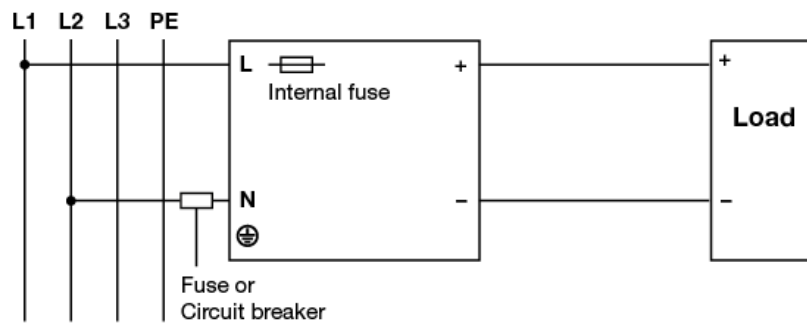 L1 L2 L3 PE
L
+
+
Internal fuse
Load
N
–
–
Fuse or
Circuit breaker